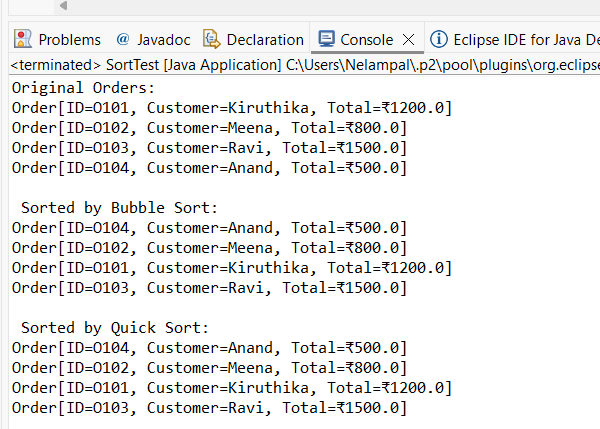 Problems @ Javadoc Declaration Console Eclipse IDE for Java De
<terminated> SortTest [Java Application] C:\Users\Nelampal\.p2\pool\plugins\org.eclipse
Original Orders:
Order[ID=O101, Customer=Kiruthika, Total=₹1200.0]
Order[ID=O102, Customer=Meena, Total=₹800.0]
Order[ID=O103, Customer=Ravi, Total=₹1500.0]
Order[ID=O104, Customer=Anand, Total=₹500.0]

Sorted by Bubble Sort:
Order[ID=O104, Customer=Anand, Total=₹500.0]
Order[ID=O102, Customer=Meena, Total=₹800.0]
Order[ID=O101, Customer=Kiruthika, Total=₹1200.0]
Order[ID=O103, Customer=Ravi, Total=₹1500.0]

Sorted by Quick Sort:
Order[ID=O104, Customer=Anand, Total=₹500.0]
Order[ID=O102, Customer=Meena, Total=₹800.0]
Order[ID=O101, Customer=Kiruthika, Total=₹1200.0]
Order[ID=O103, Customer=Ravi, Total=₹1500.0]